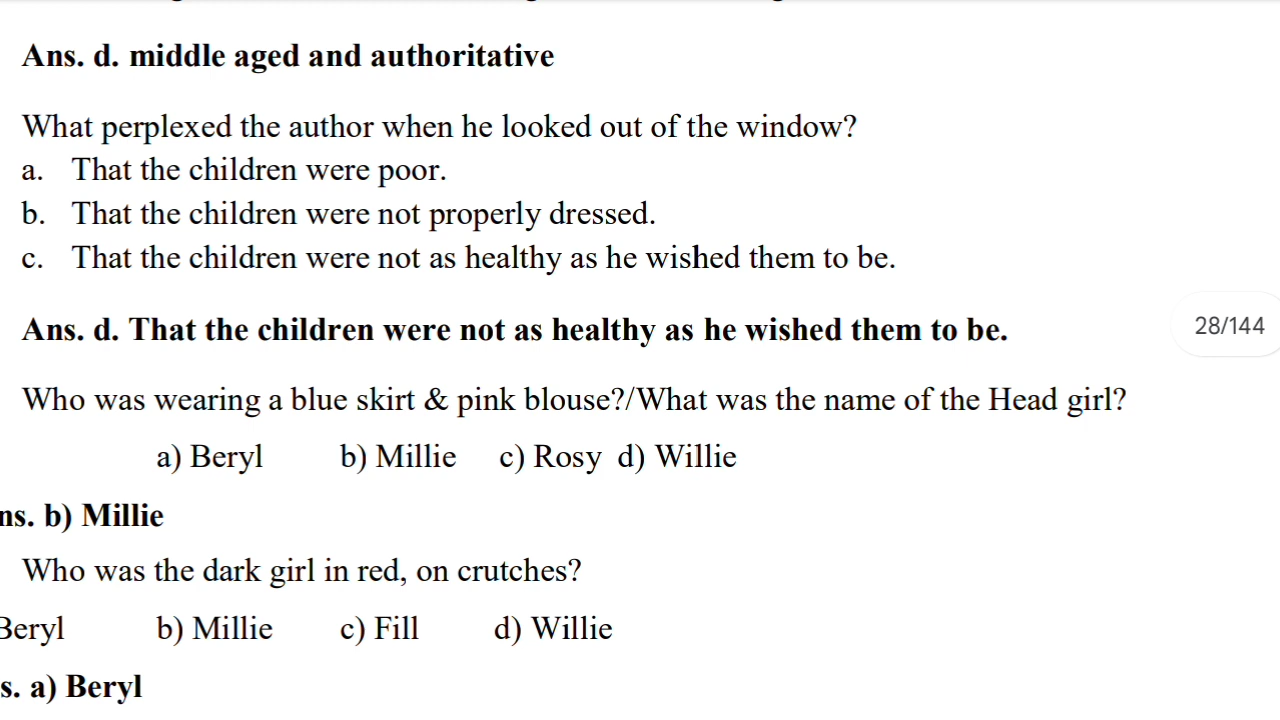 Ans. d. middle aged and authoritative
What perplexed the author when he looked out of the window?
a. That the children were poor.
b. That the children were not properly dressed.
c. That the children were not as healthy as he wished them to be.
Ans. d. That the children were not as healthy as he wished them to be.
28/144
Who was wearing a blue skirt & pink blouse?/What was the name of the Head girl?
a) Beryl b) Millie c) Rosy d) Willie
ns. b) Millie
Who was the dark girl in red, on crutches?
Beryl b) Millie c) Fill d) Willie
s. a) Beryl